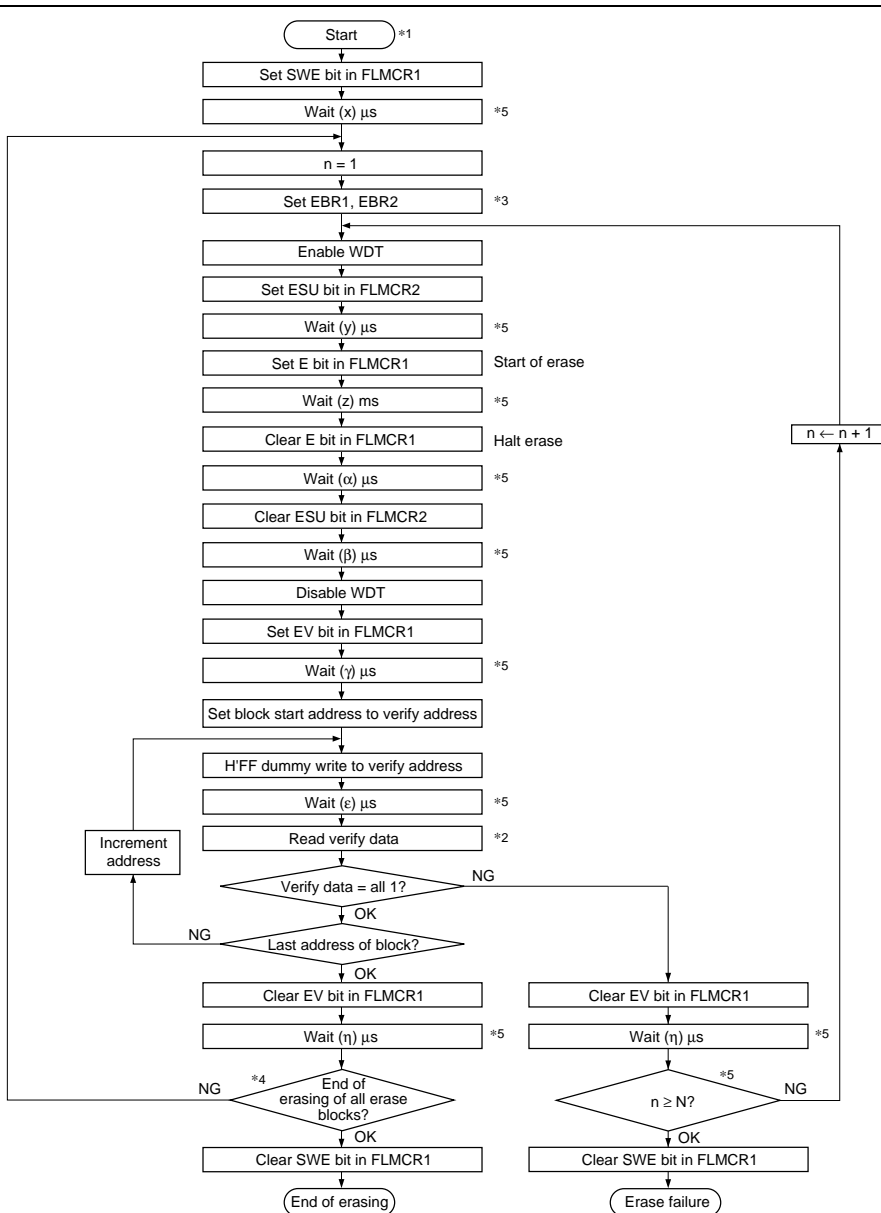 Start *1
Set SWE bit in FLMCR1
Wait (x) μs *5
n = 1
Set EBR1, EBR2 *3
Enable WDT
Set ESU bit in FLMCR2
Wait (y) μs *5
Set E bit in FLMCR1 Start of erase
Wait (z) ms *5
n ← n + 1
Clear E bit in FLMCR1 Halt erase
Wait (α) μs *5
Clear ESU bit in FLMCR2
Wait (β) μs *5
Disable WDT
Set EV bit in FLMCR1
Wait (γ) μs *5
Set block start address to verify address
H'FF dummy write to verify address
Wait (ε) μs *5
Read verify data *2
Increment
address
Verify data = all 1? NG
OK
NG Last address of block?
OK
Clear EV bit in FLMCR1 Clear EV bit in FLMCR1
Wait (η) μs *5 Wait (η) μs *5
NG *4 End of
erasing of all erase
blocks?
*5
n ≥ N? NG
OK OK
Clear SWE bit in FLMCR1 Clear SWE bit in FLMCR1
End of erasing Erase failure